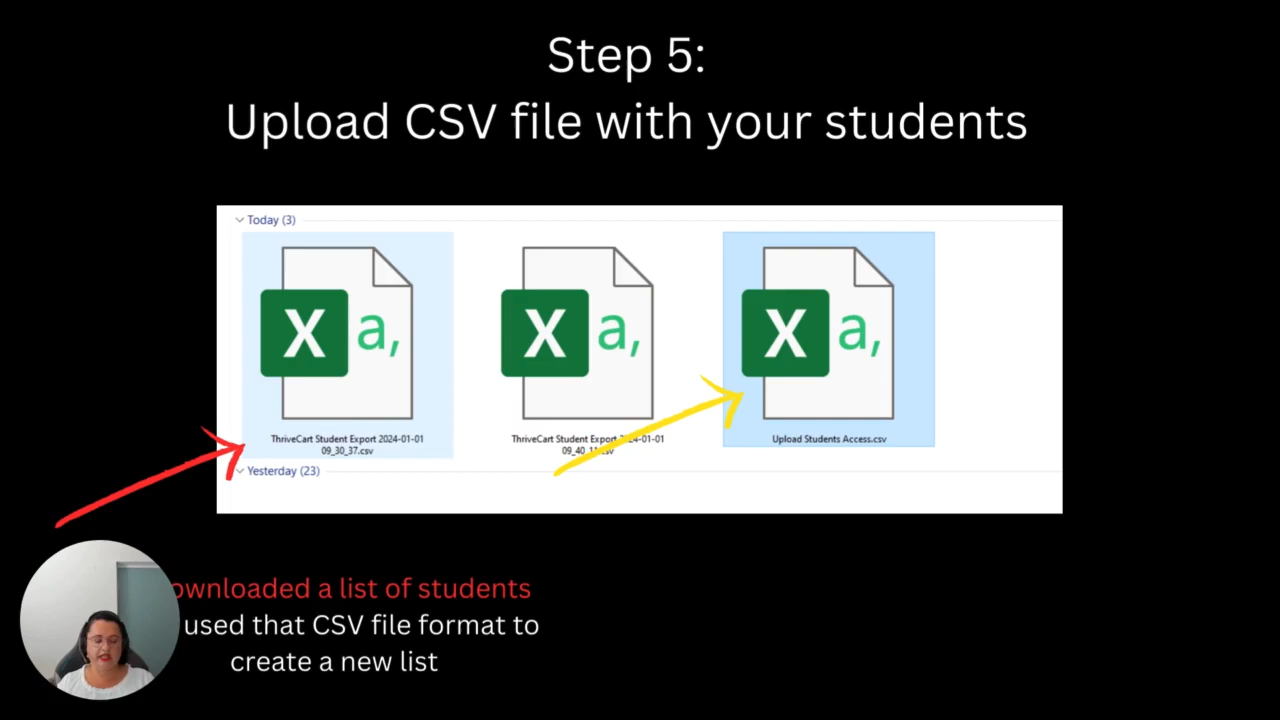 Step 5:
Upload CSV file with your students
Today (3)
X a,
X a,
X a,
ThriveCart Student Export 2024-01-01
09_30_37.csv
ThriveCart Student Export
09_40_11.csv
Upload Students Access.csv
Yesterday (23)
a list of students
used that CSV file format to
create a new list